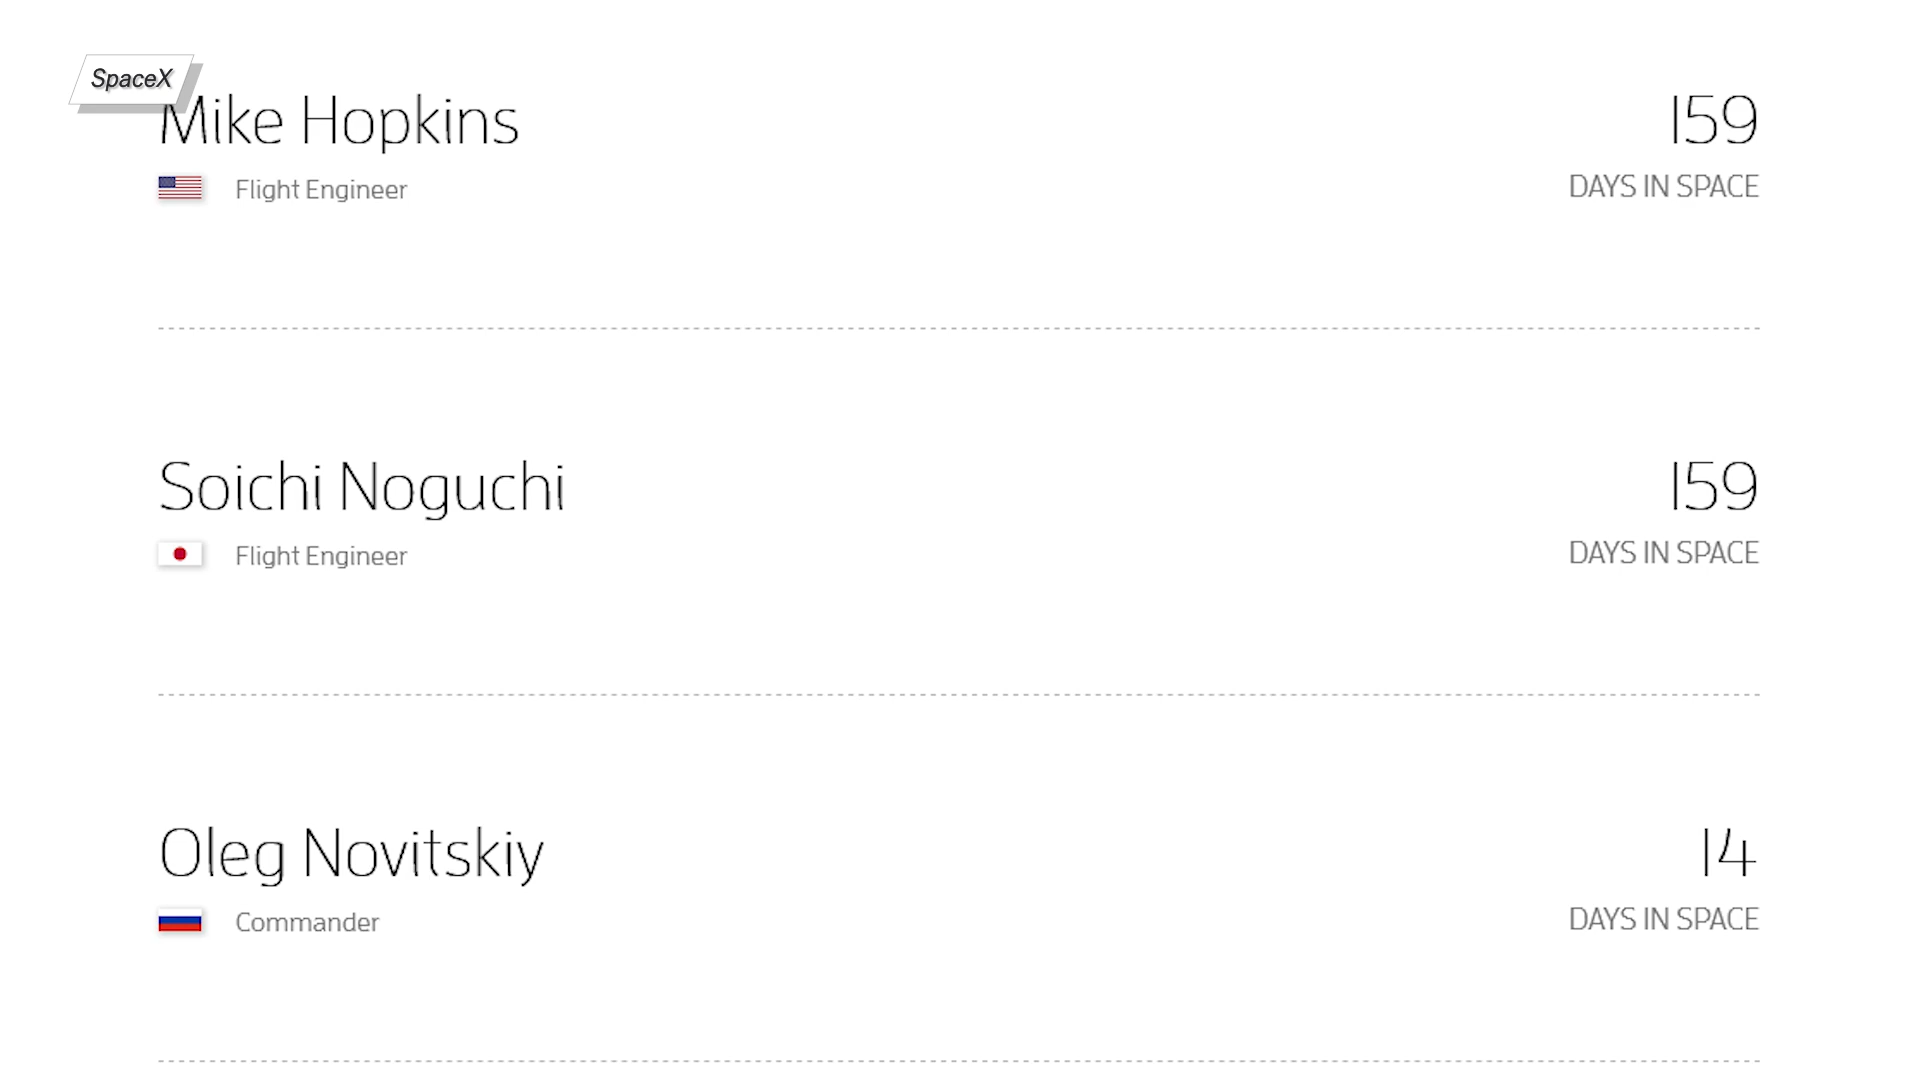 SpaceX
Mike Hopkins
159
Flight Engineer
DAYS IN SPACE
Soichi Noguchi
159
Flight Engineer
DAYS IN SPACE
Oleg Novitskiy
14
Commander
DAYS IN SPACE